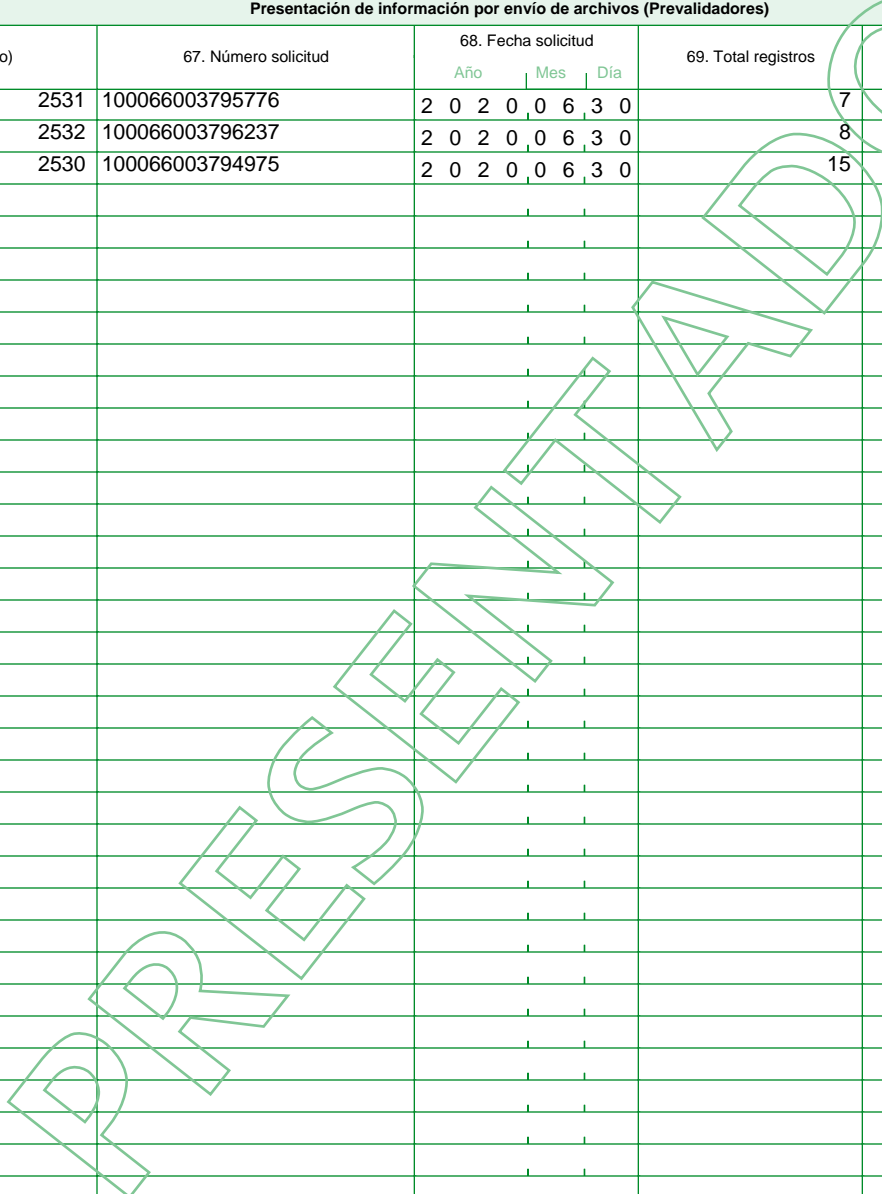 Presentación de información por envío de archivos (Prevalidadores)
o) 67. Número solicitud 68. Fecha solicitud 69. Total registros
Año Mes Día
2531 100066003795776 2 0 2 0 0 6 3 0 7
2532 100066003796237 2 0 2 0 0 6 3 0 8
2530 100066003794975 2 0 2 0 0 6 3 0 15
PRESENTADO